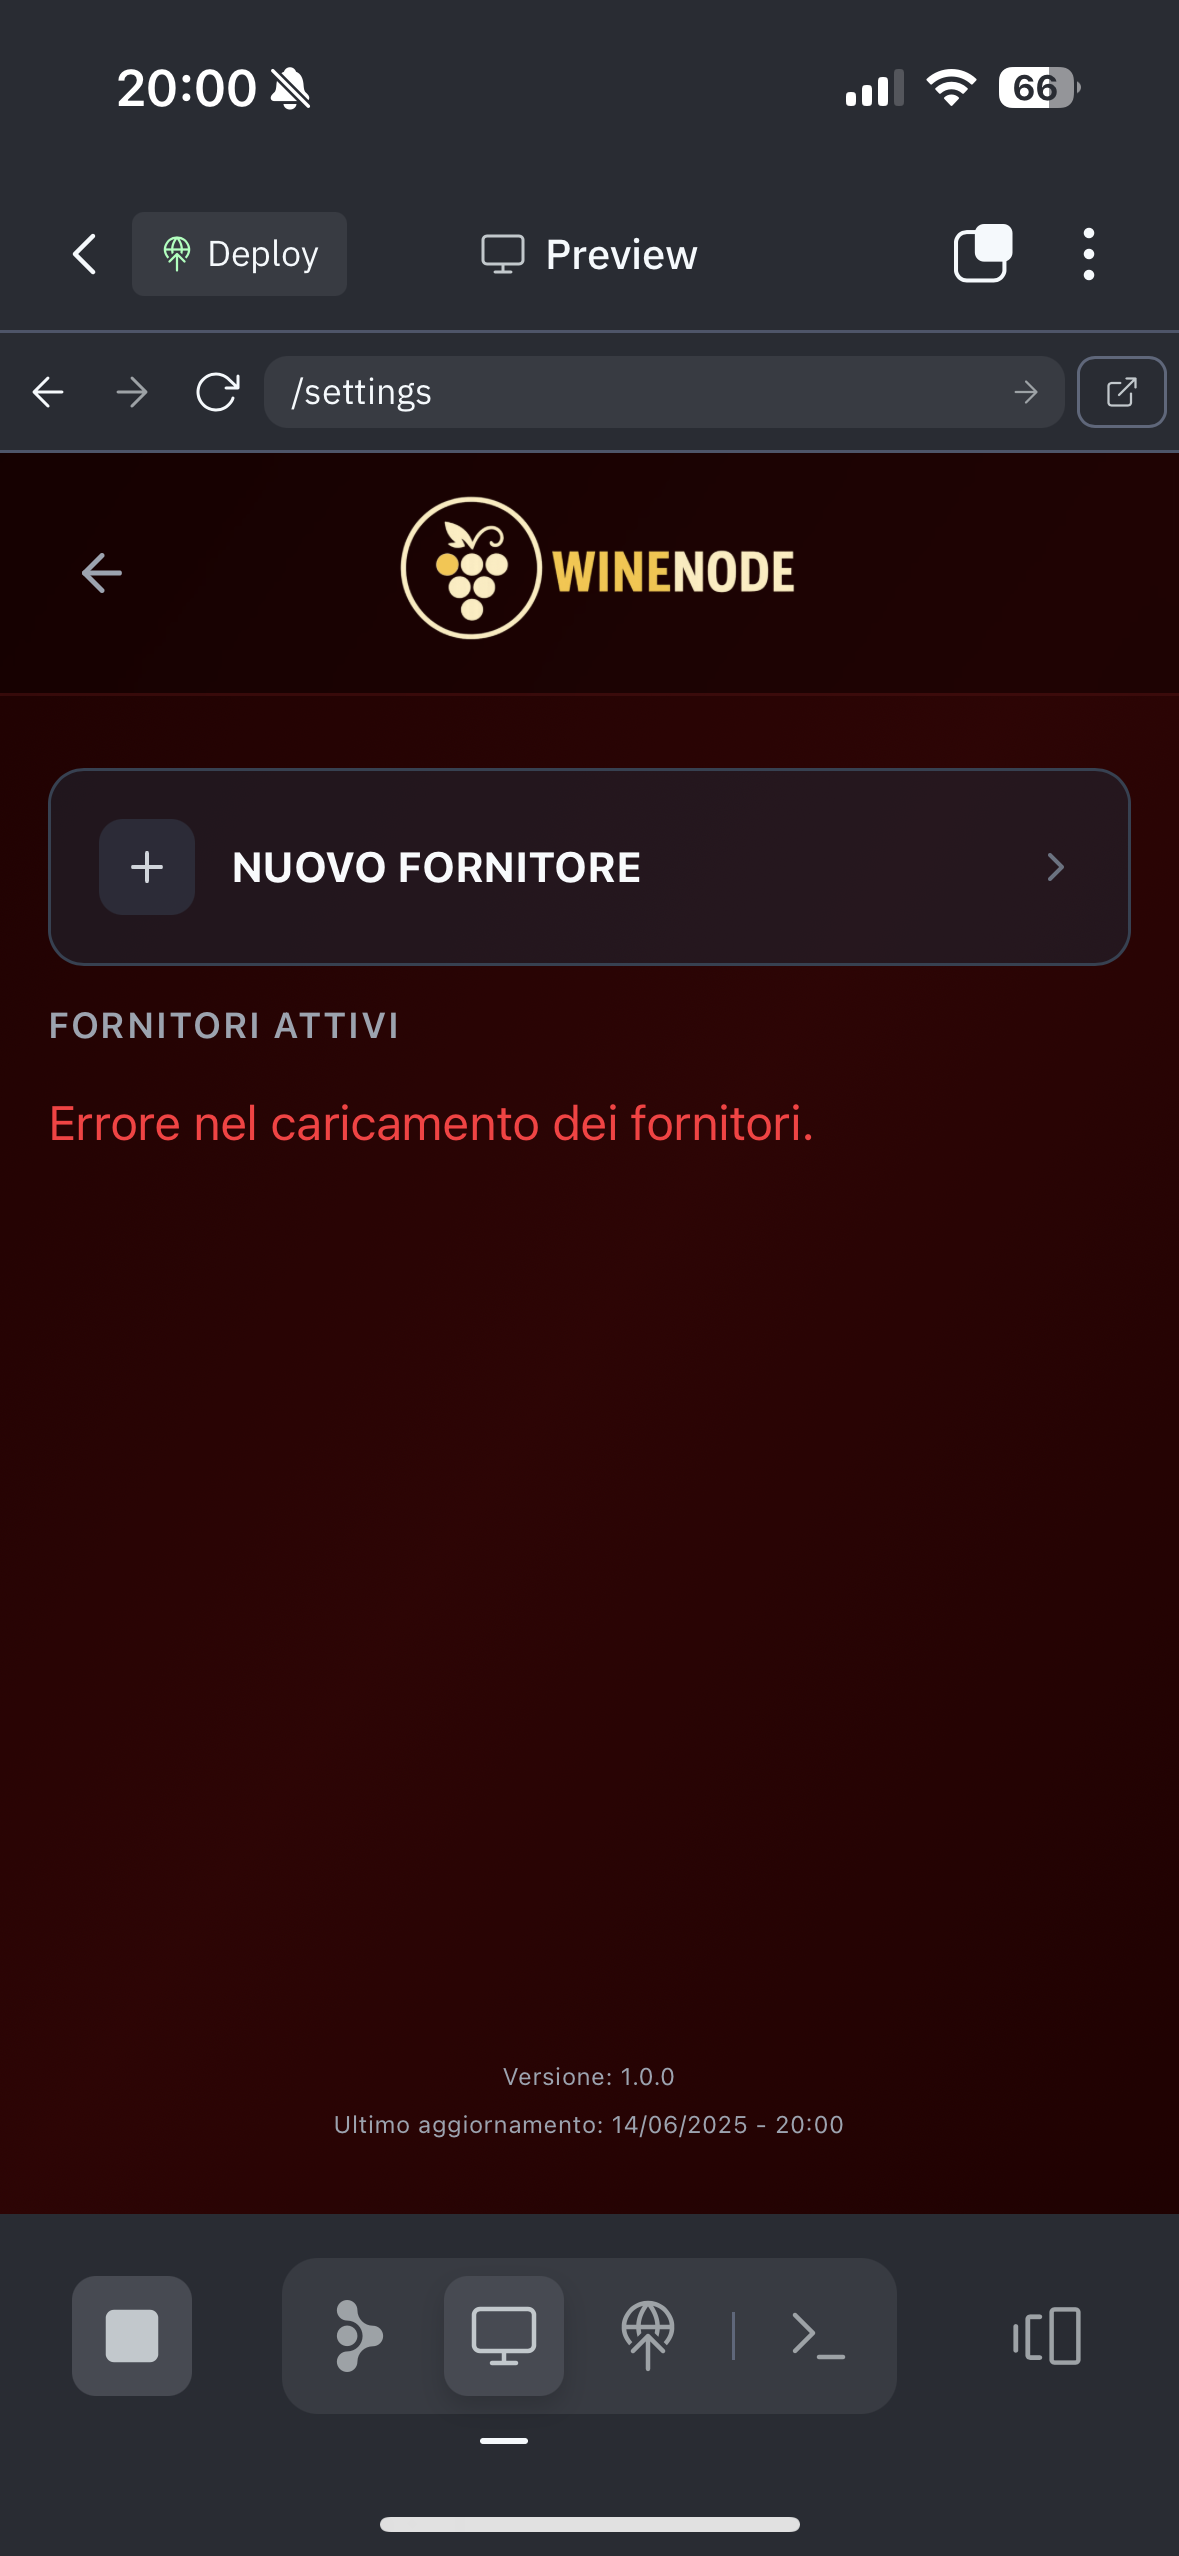 20:00
66
Deploy
Preview
/settings
WINENODE
NUOVO FORNITORE
FORNITORI ATTIVI
Errore nel caricamento dei fornitori.
Versione: 1.0.0
Ultimo aggiornamento: 14/06/2025 - 20:00